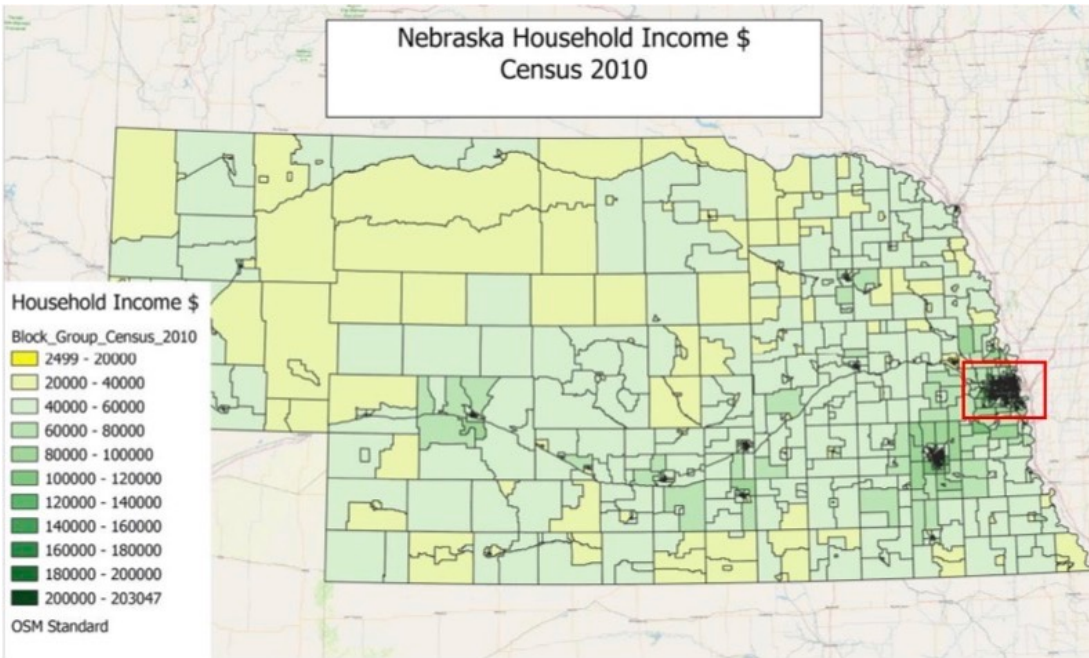 Nebraska Household Income $
Census 2010
Household Income $
Block_Group_Census_2010
2499 - 20000
20000 - 40000
40000 - 60000
60000 - 80000
80000 - 100000
100000 - 120000
120000 - 140000
140000 - 160000
160000 - 180000
180000 - 200000
200000 - 203047
OSM Standard